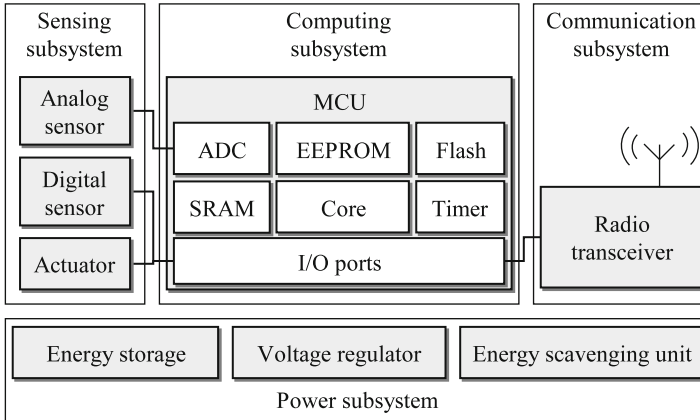 Sensing
subsystem
Computing
subsystem
Communication
subsystem
Analog
sensor
Digital
sensor
Actuator
MCU
ADC
EEPROM
Flash
SRAM
Core
Timer
I/O ports
Radio
transceiver
Energy storage
Voltage regulator
Energy scavenging unit
Power subsystem